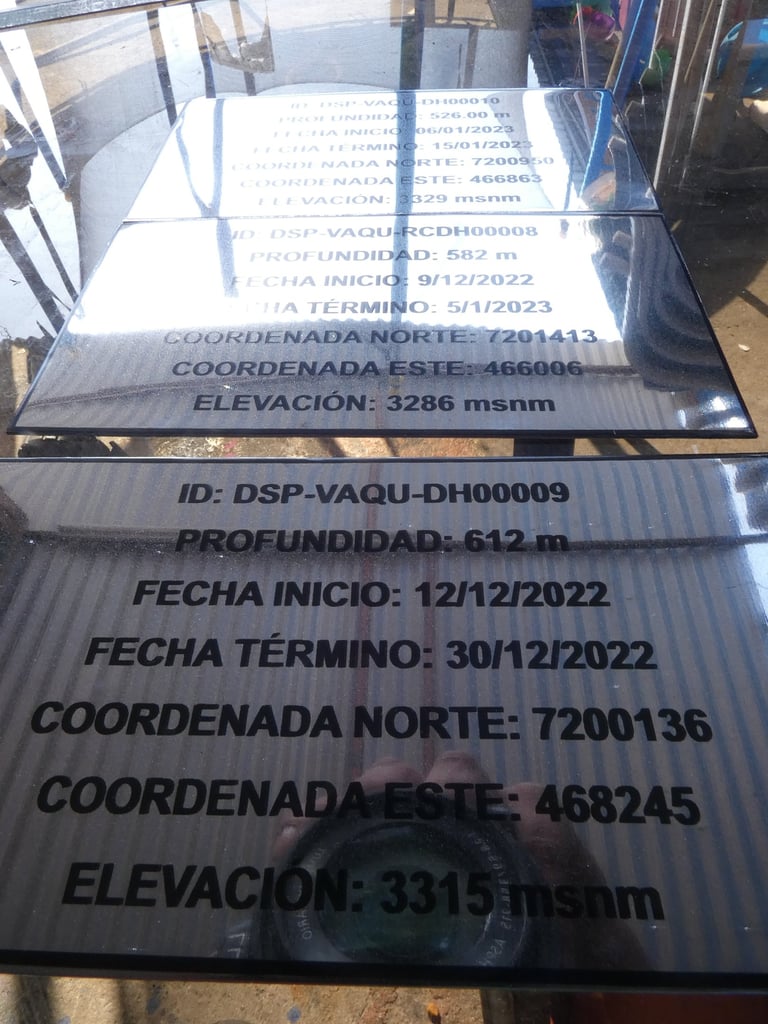 ID: DSP-VAQU-DH00010
PROFUNDIDAD: 526.00 m
FECHA INICIO: 06/01/2023
FECHA TÉRMINO: 15/01/2023
COORDENADA NORTE: 7200950
COORDENADA ESTE: 466863
ELEVACIÓN: 3329 msnm
ID: DSP-VAQU-RCDH00008
PROFUNDIDAD: 582 m
FECHA INICIO: 9/12/2022
FECHA TÉRMINO: 5/1/2023
COORDENADA NORTE: 7201413
COORDENADA ESTE: 466006
ELEVACIÓN: 3286 msnm
ID: DSP-VAQU-DH00009
PROFUNDIDAD: 612 m
FECHA INICIO: 12/12/2022
FECHA TÉRMINO: 30/12/2022
COORDENADA NORTE: 7200136
COORDENADA ESTE: 468245
ELEVACIÓN: 3315 msnm